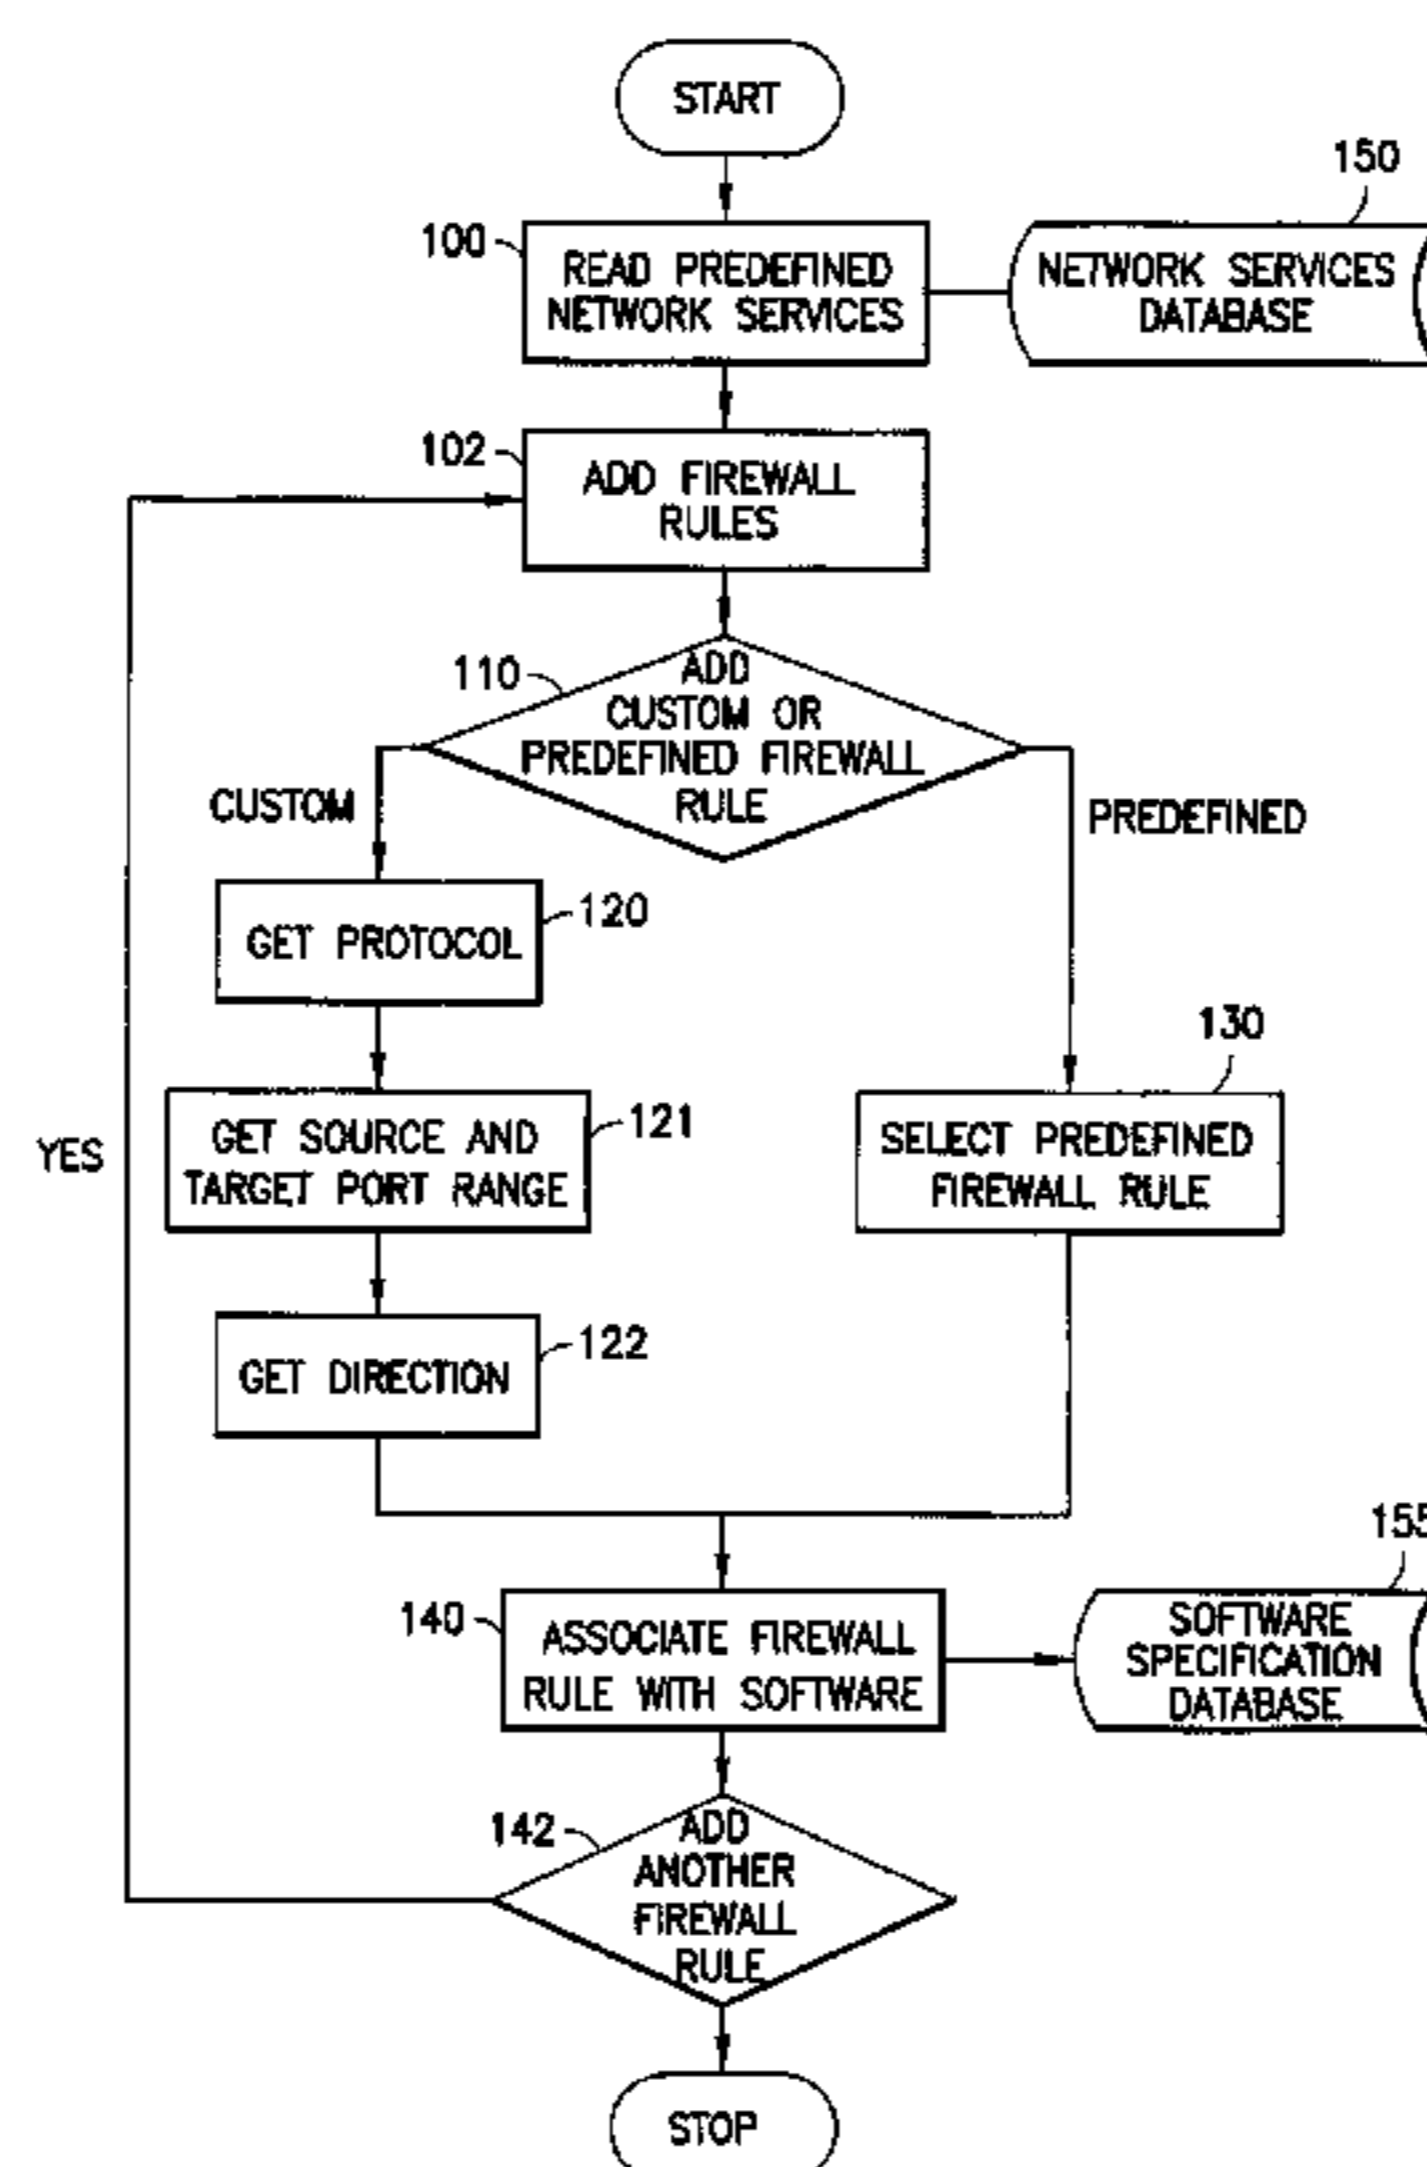 START
150
100
READ PREDEFINED
NETWORK SERVICES
NETWORK SERVICES
DATABASE
102
ADD FIREWALL
RULES
110
ADD
CUSTOM OR
PREDEFINED FIREWALL
RULE
CUSTOM
PREDEFINED
120
GET PROTOCOL
130
121
GET SOURCE AND
TARGET PORT RANGE
YES
SELECT PREDEFINED
FIREWALL RULE
122
GET DIRECTION
155
140
ASSOCIATE FIREWALL
RULE WITH SOFTWARE
SOFTWARE
SPECIFICATION
DATABASE
142
ADD
ANOTHER
FIREWALL
RULE
STOP